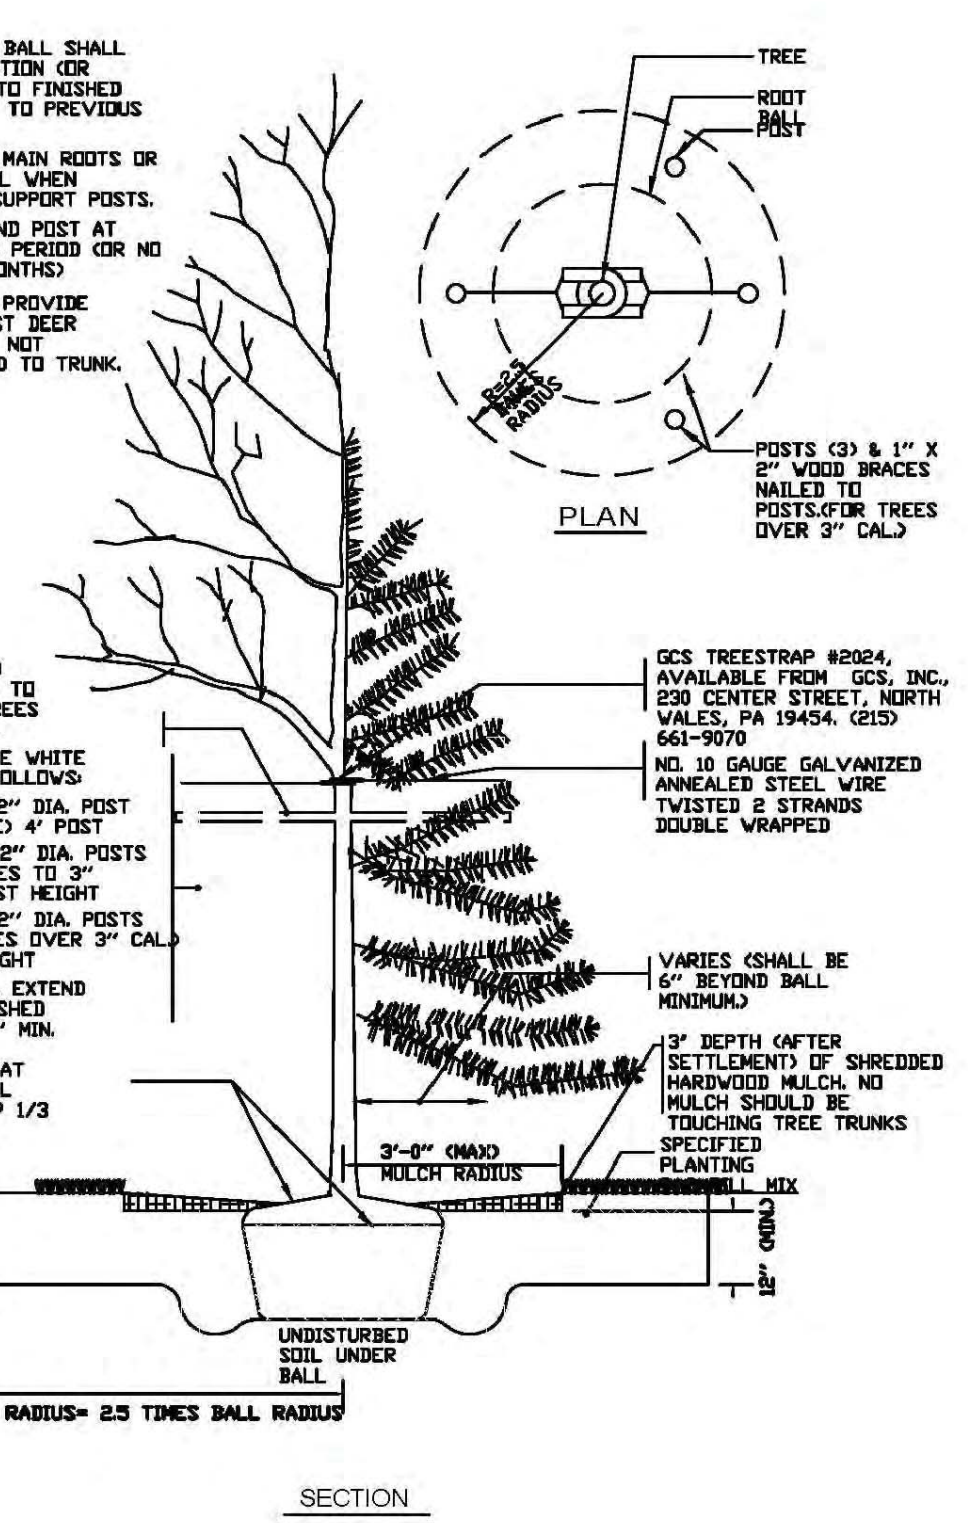 BALL SHALL
TION (OR
TO FINISHED
TO PREVIOUS
MAIN ROOTS OR
L WHEN
SUPPORT POSTS.
ND POST AT
PERIOD (OR NO
ONTHS)
PROVIDE
ST DEER
NOT
D TO TRUNK.
TREE
ROOT
BALL
POST
R=2.5
RADIUS
POSTS (3) & 1" X
2" WOOD BRACES
NAILED TO
POSTS.(FOR TREES
OVER 3" CAL.)
PLAN
TO
REES
E WHITE
OLLOWS:
2" DIA. POST
E) 4' POST
2" DIA. POSTS
ES TO 3"
ST HEIGHT
2" DIA. POSTS
ES OVER 3" CAL.)
GHT
EXTEND
SHED
" MIN.
AT
L
P 1/3
GCS TREESTRAP #2024,
AVAILABLE FROM GCS, INC.,
230 CENTER STREET, NORTH
WALES, PA 19454. (215)
661-9070
NO. 10 GAUGE GALVANIZED
ANNEALED STEEL WIRE
TWISTED 2 STRANDS
DOUBLE WRAPPED
VARIES (SHALL BE
6" BEYOND BALL
MINIMUM.)
3' DEPTH (AFTER
SETTLEMENT) OF SHREDDED
HARDWOOD MULCH. NO
MULCH SHOULD BE
TOUCHING TREE TRUNKS
SPECIFIED
PLANTING
MIX
3'-0" (MAX)
MULCH RADIUS
12" (MIN.)
UNDISTURBED
SOIL UNDER
BALL
RADIUS= 2.5 TIMES BALL RADIUS
SECTION